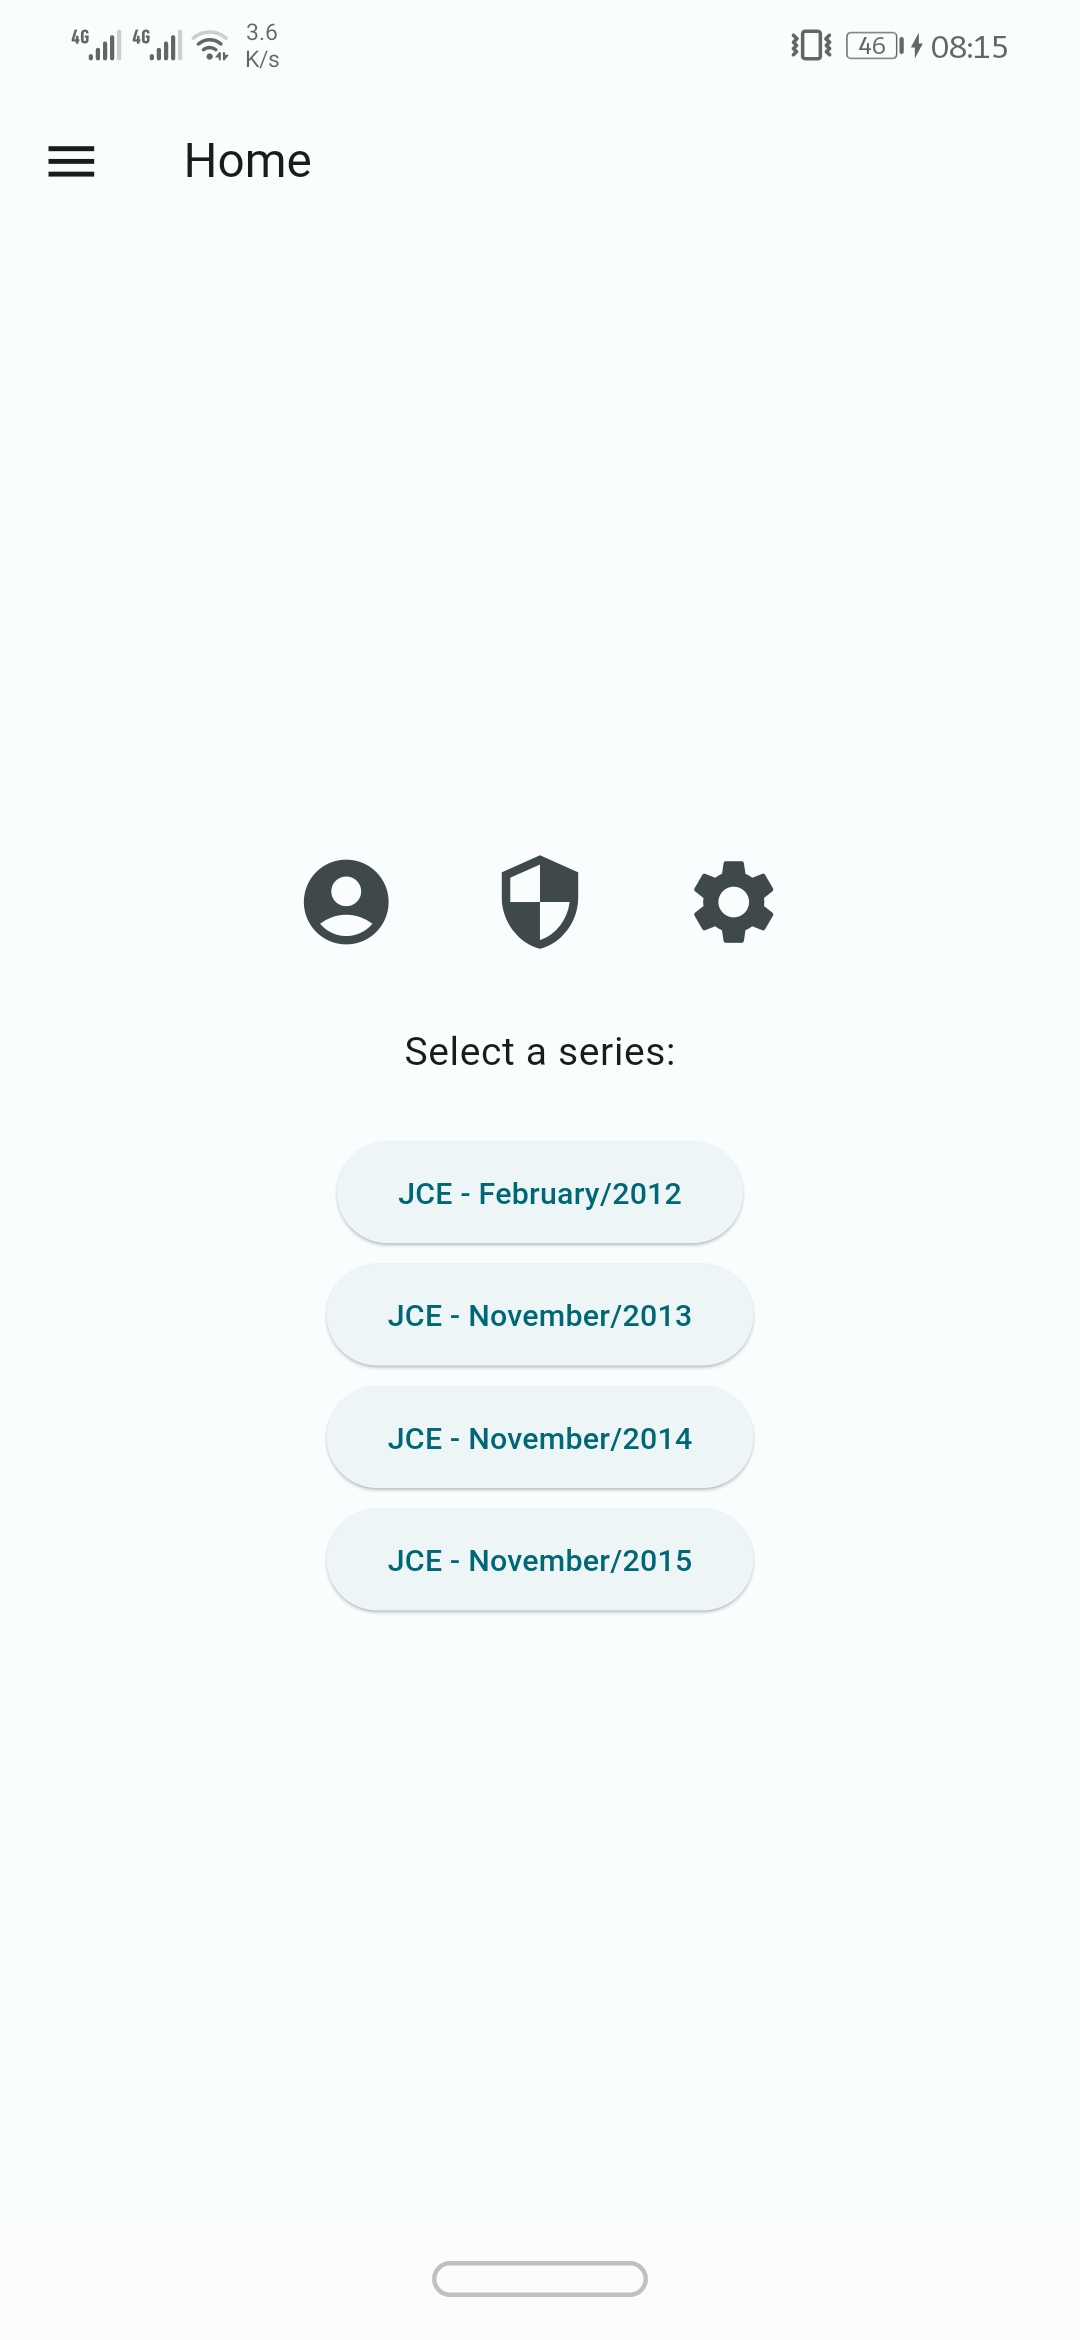 4G 4G 3.6 K/s 46 08:15
Home
Select a series:
JCE - February/2012
JCE - November/2013
JCE - November/2014
JCE - November/2015